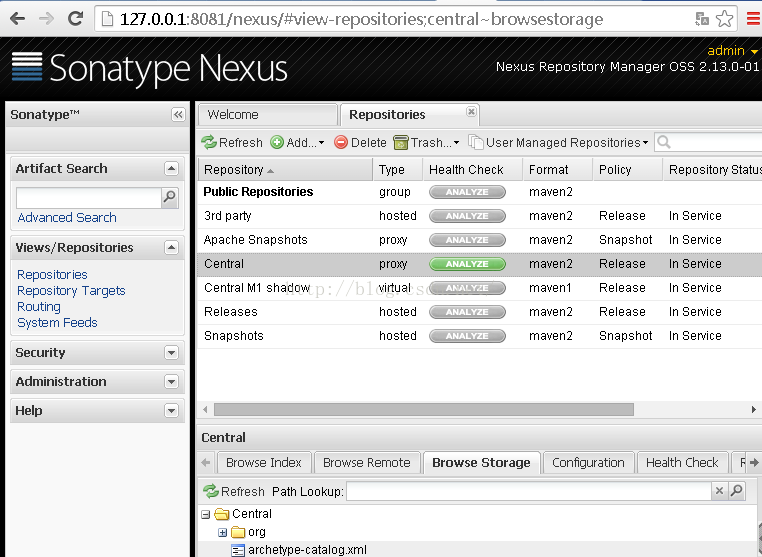 127.0.0.1:8081/nexus/#view-repositories;central~browsestorage
Sonatype Nexus
admin
Nexus Repository Manager OSS 2.13.0-01
Sonatype™
Artifact Search
Advanced Search
Views/Repositories
Repositories
Repository Targets
Routing
System Feeds
Security
Administration
Help
Welcome
Repositories
Refresh Add... Delete Trash... User Managed Repositories
Repository Type Health Check Format Policy Repository Status
Public Repositories group ANALYZE maven2
3rd party hosted ANALYZE maven2 Release In Service
Apache Snapshots proxy ANALYZE maven2 Snapshot In Service
Central proxy ANALYZE maven2 Release In Service
Central M1 shadow virtual ANALYZE maven1 Release In Service
Releases hosted ANALYZE maven2 Release In Service
Snapshots hosted ANALYZE maven2 Snapshot In Service
Central
Browse Index Browse Remote Browse Storage Configuration Health Check R
Refresh Path Lookup:
Central
org
archetype-catalog.xml